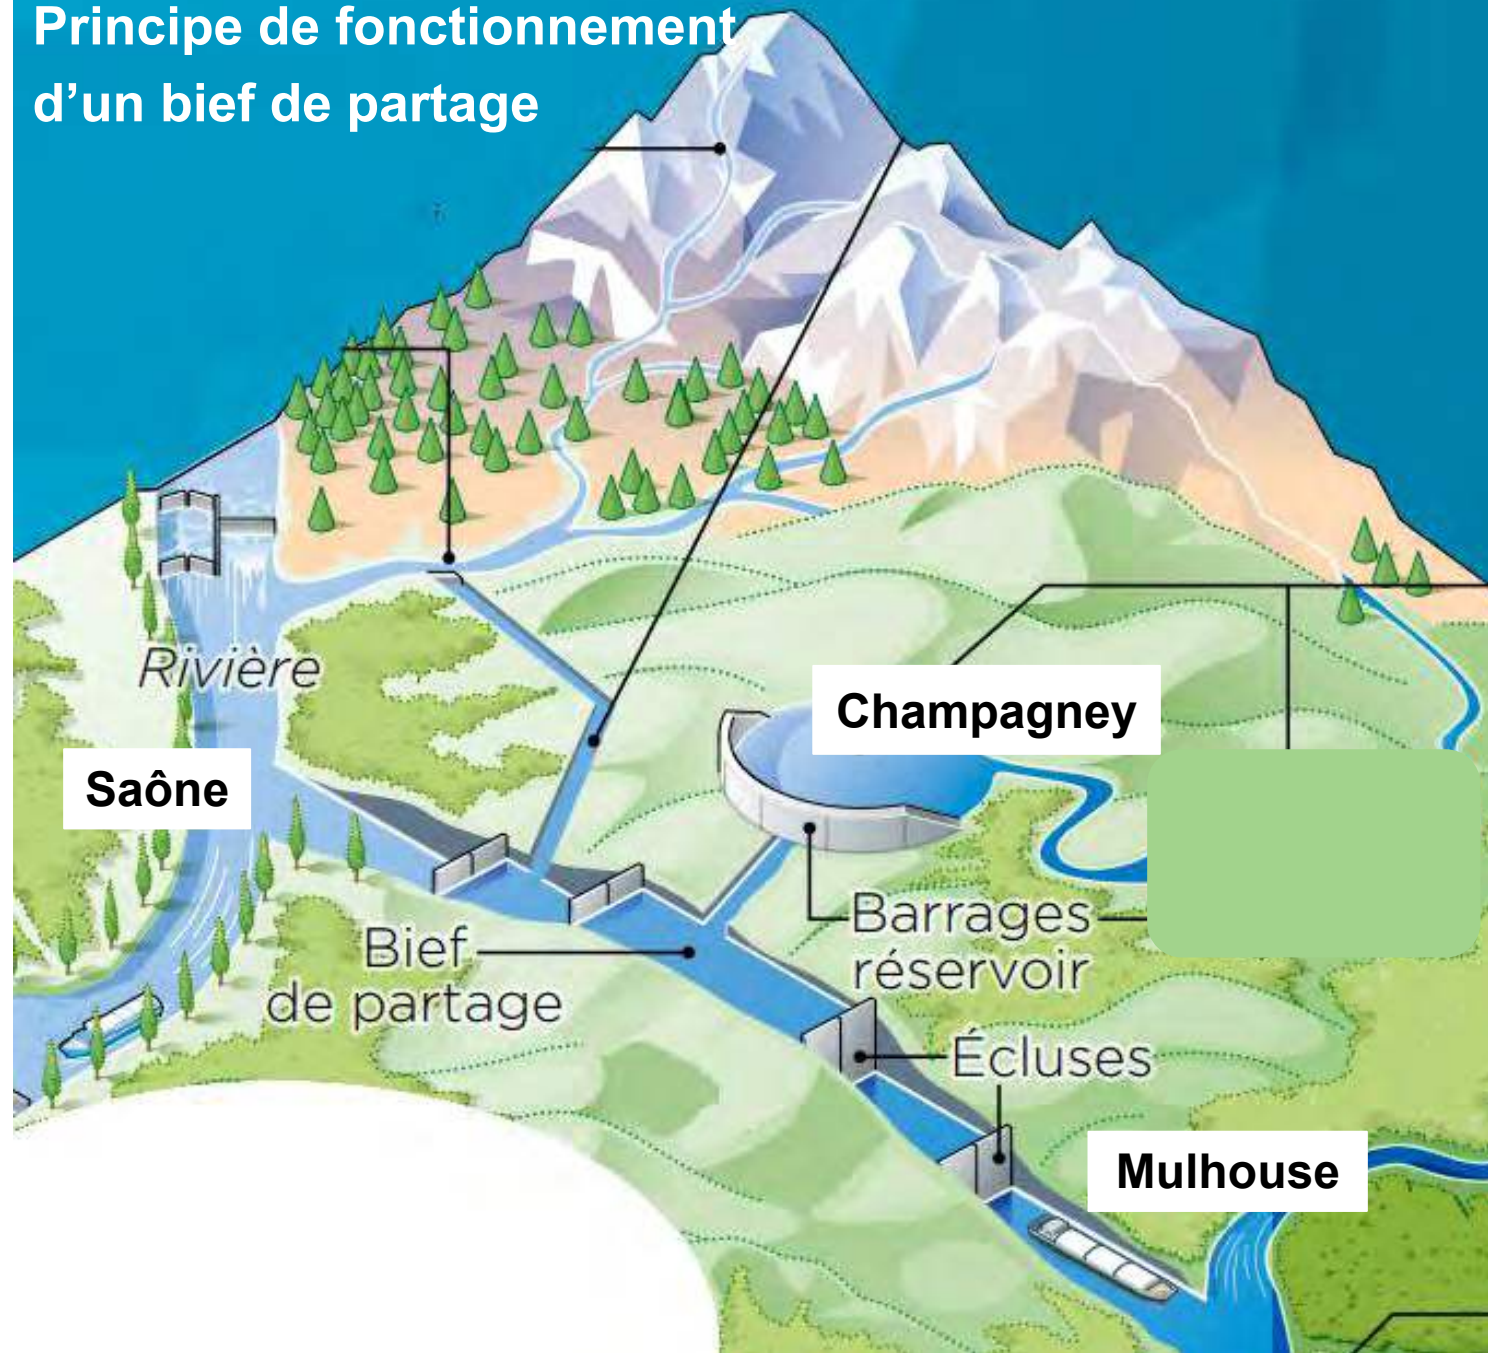 Principe de fonctionnement
d’un bief de partage
Rivière
Champagney
Saône
Barrages
réservoir
Bief
de partage
Écluses
Mulhouse